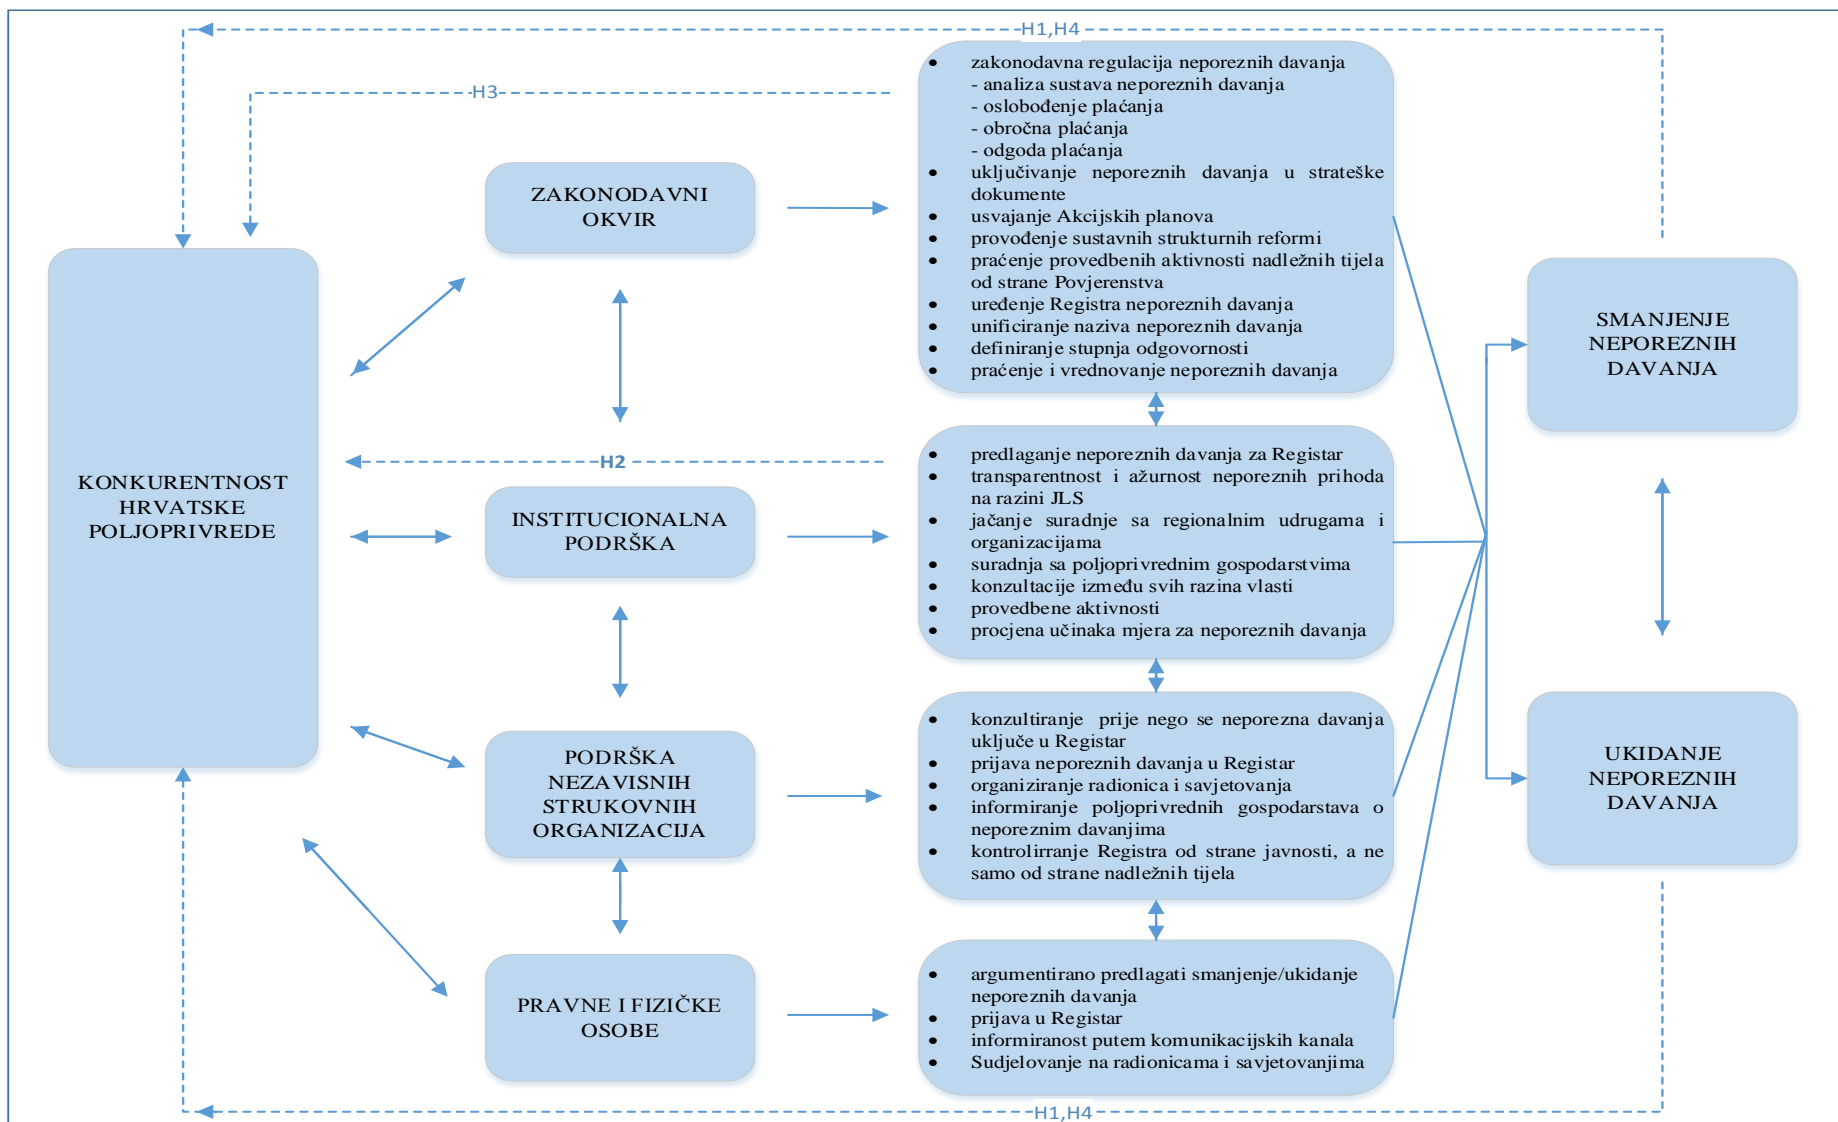 H1,H4
H3
• zakonodavna regulacija neporeznih davanja
- analiza sustava neporeznih davanja
- oslobođenje plaćanja
- obročna plaćanja
- odgoda plaćanja
• uključivanje neporeznih davanja u strateške
dokumente
• usvajanje Akcijskih planova
• provođenje sustavnih strukturnih reformi
• praćenje provedbenih aktivnosti nadležnih tijela
od strane Povjerenstva
• uređenje Registra neporeznih davanja
• unificiranje naziva neporeznih davanja
• definiranje stupnja odgovornosti
• praćenje i vrednovanje neporeznih davanja
ZAKONODAVNI
OKVIR
KONKURENTNOST
HRVATSKE
POLJOPRIVREDE
SMANJENJE
NEPOREZNIH
DAVANJA
H2
INSTITUCIONALNA
PODRŠKA
• predlaganje neporeznih davanja za Registar
• transparentnost i ažurnost neporeznih prihoda
na razini JLS
• jačanje suradnje sa regionalnim udrugama i
organizacijama
• suradnja sa poljoprivrednim gospodarstvima
• konzultacije između svih razina vlasti
• provedbene aktivnosti
• procjena učinaka mjera za neporeznih davanja
PODRŠKA
NEZAVISNIH
STRUKOVNIH
ORGANIZACIJA
• konzultiranje prije nego se neporezna davanja
uključe u Registar
• prijava neporeznih davanja u Registar
• organiziranje radionica i savjetovanja
• informiranje poljoprivrednih gospodarstava o
neporeznim davanjima
• kontrolirranje Registra od strane javnosti, a ne
samo od strane nadležnih tijela
UKIDANJE
NEPOREZNIH
DAVANJA
PRAVNE I FIZIČKE
OSOBE
• argumentirano predlagati smanjenje/ukidanje
neporeznih davanja
• prijava u Registar
• informiranost putem komunikacijskih kanala
• Sudjelovanje na radionicama i savjetovanjima
H1,H4